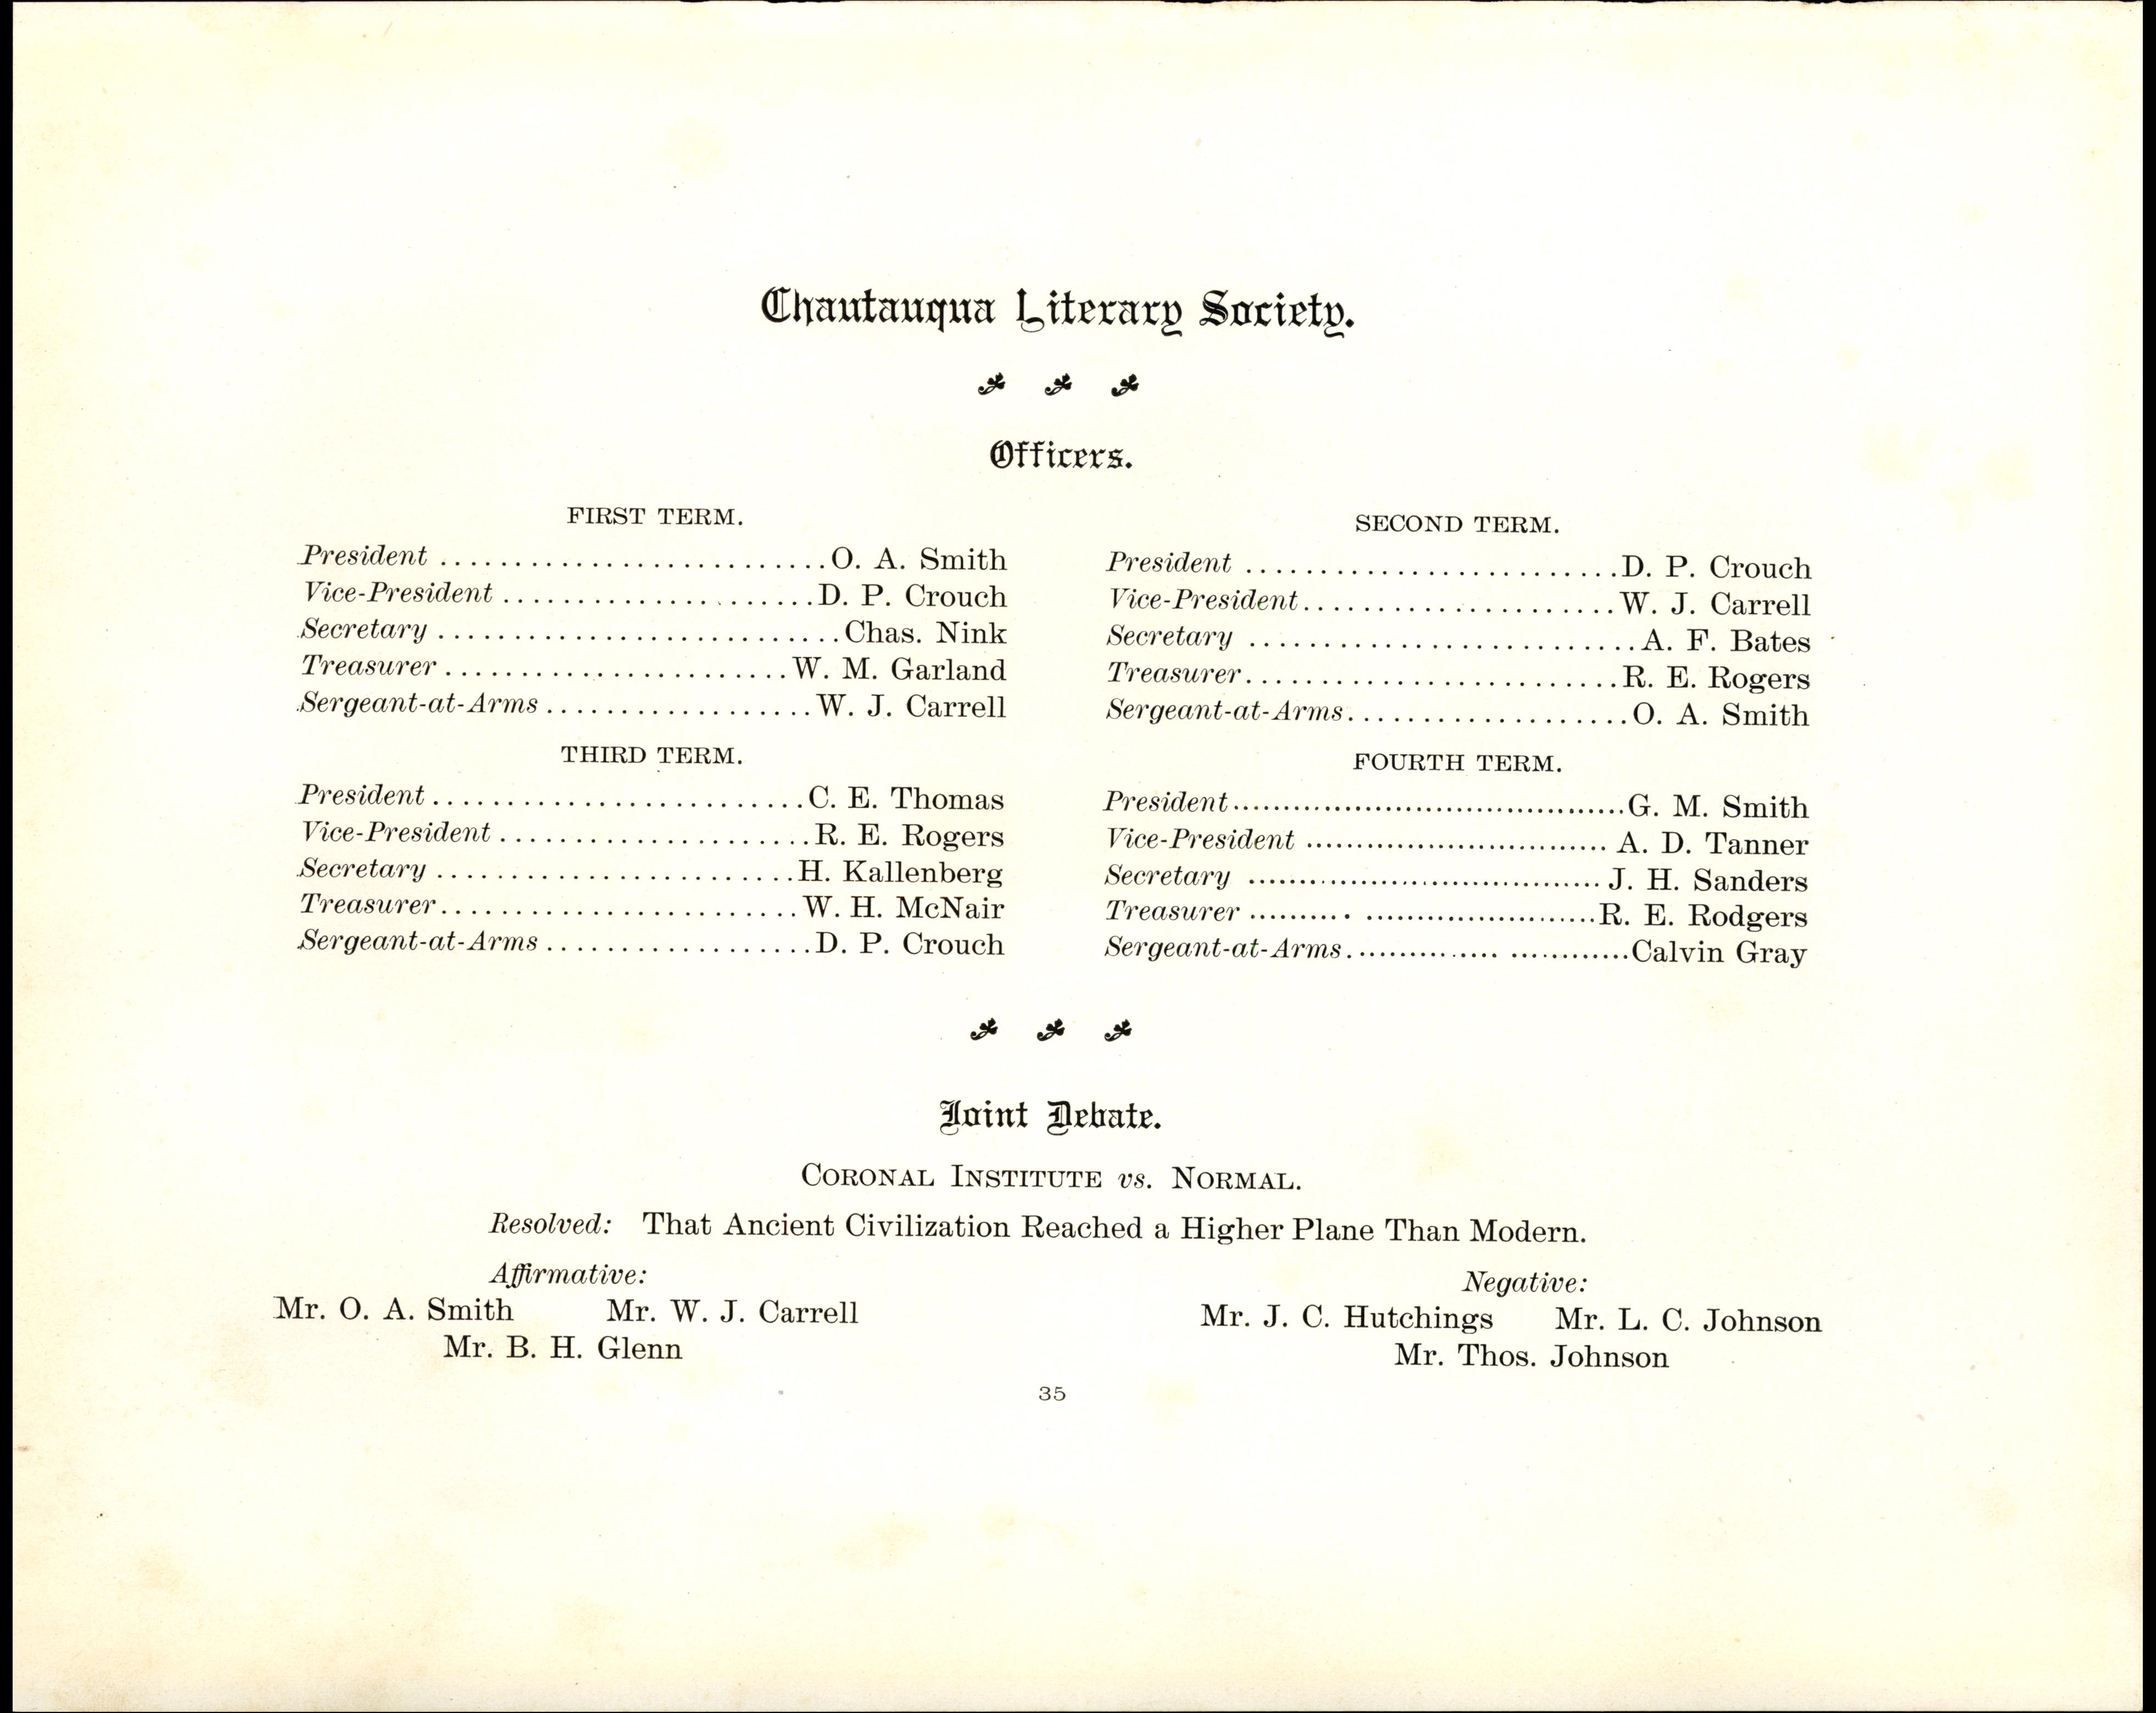 Chautauqua Literary Society.
Officers.
FIRST TERM.
President ..........................O. A. Smith
Vice-President .....................D. P. Crouch
Secretary ...........................Chas. Nink
Treasurer .......................W. M. Garland
Sergeant-at-Arms ..................W. J. Carrell
SECOND TERM.
President ..........................D. P. Crouch
Vice-President.....................W. J. Carrell
Secretary ..........................A. F. Bates
Treasurer..........................R. E. Rogers
Sergeant-at-Arms...................O. A. Smith
THIRD TERM.
President .........................C. E. Thomas
Vice-President .....................R. E. Rogers
Secretary ........................H. Kallenberg
Treasurer........................W. H. McNair
Sergeant-at-Arms ..................D. P. Crouch
FOURTH TERM.
President.......................................G. M. Smith
Vice-President .............................. A. D. Tanner
Secretary ................................... J. H. Sanders
Treasurer .......... .......................R. E. Rodgers
Sergeant-at-Arms............... ............Calvin Gray
Joint Debate.
CORONAL INSTITUTE vs. NORMAL.
Resolved: That Ancient Civilization Reached a Higher Plane Than Modern.
Affirmative:
Mr. O. A. Smith Mr. W. J. Carrell
Mr. B. H. Glenn
Negative:
Mr. J. C. Hutchings Mr. L. C. Johnson
Mr. Thos. Johnson
35